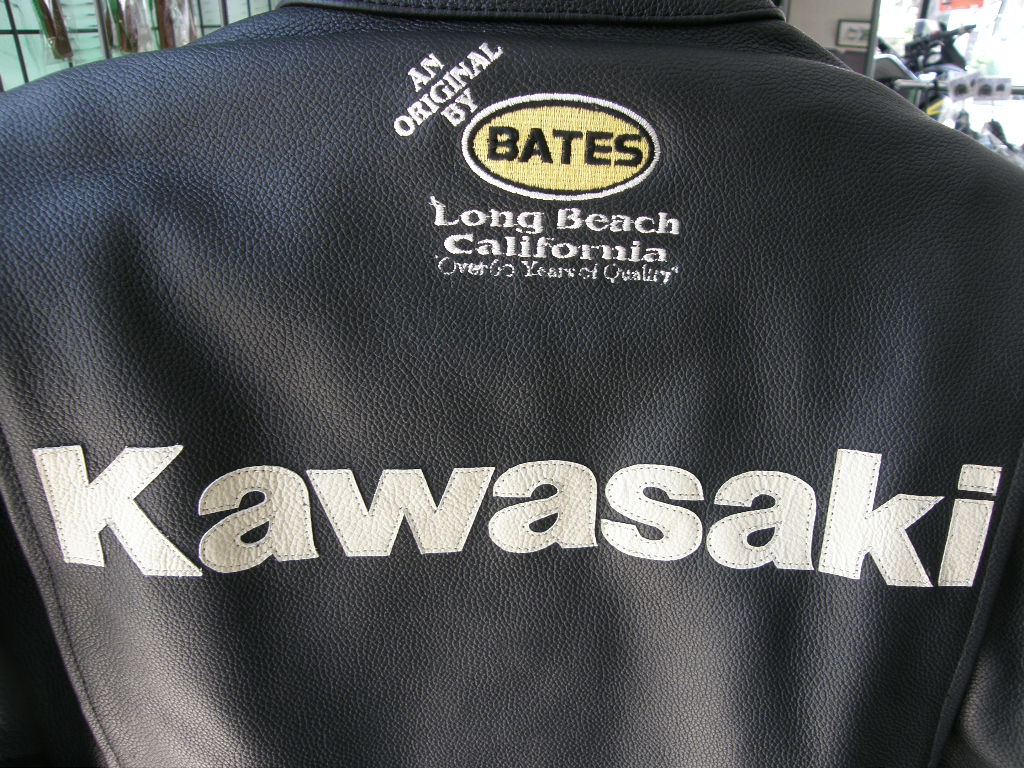 AN
ORIGINAL
BY
BATES
Long Beach
California
"Over 60 Years of Quality"
Kawasaki